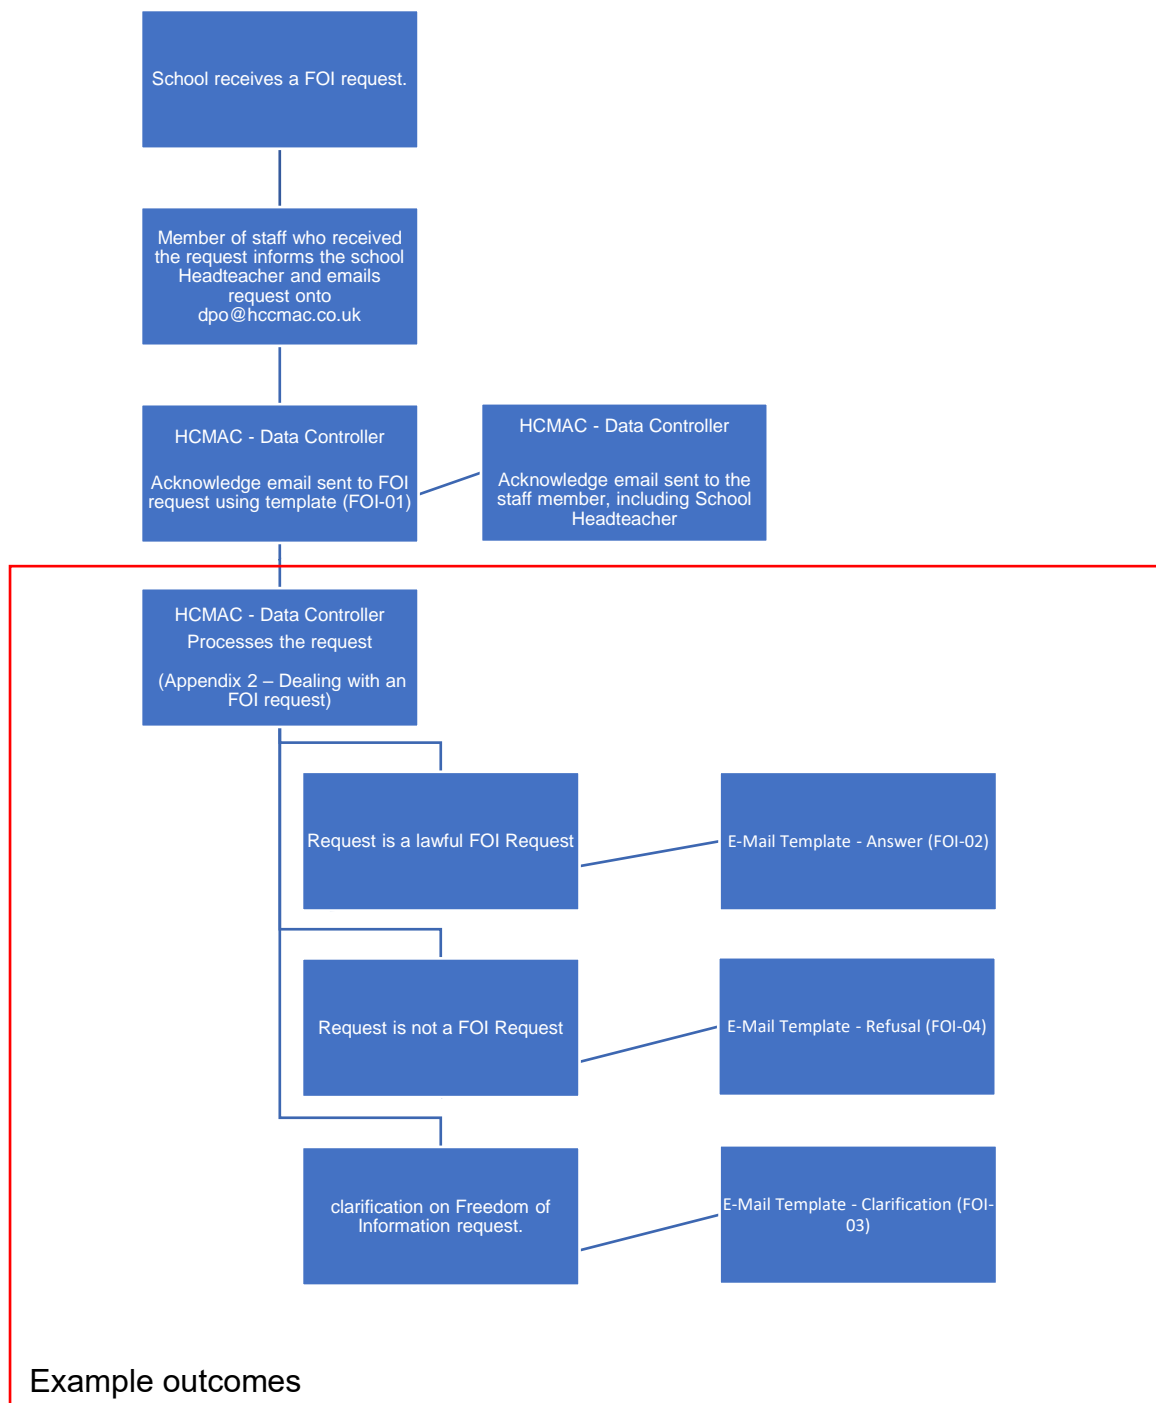 School receives a FOI request.
Member of staff who received
the request informs the school
Headteacher and emails
request onto
dpo@hccmac.co.uk
HCMAC - Data Controller
Acknowledge email sent to FOI
request using template (FOI-01)
HCMAC - Data Controller
Acknowledge email sent to the
staff member, including School
Headteacher
HCMAC - Data Controller
Processes the request
(Appendix 2 – Dealing with an
FOI request)
Request is a lawful FOI Request
E-Mail Template - Answer (FOI-02)
Request is not a FOI Request
E-Mail Template - Refusal (FOI-04)
clarification on Freedom of
Information request.
E-Mail Template - Clarification (FOI-
03)
Example outcomes